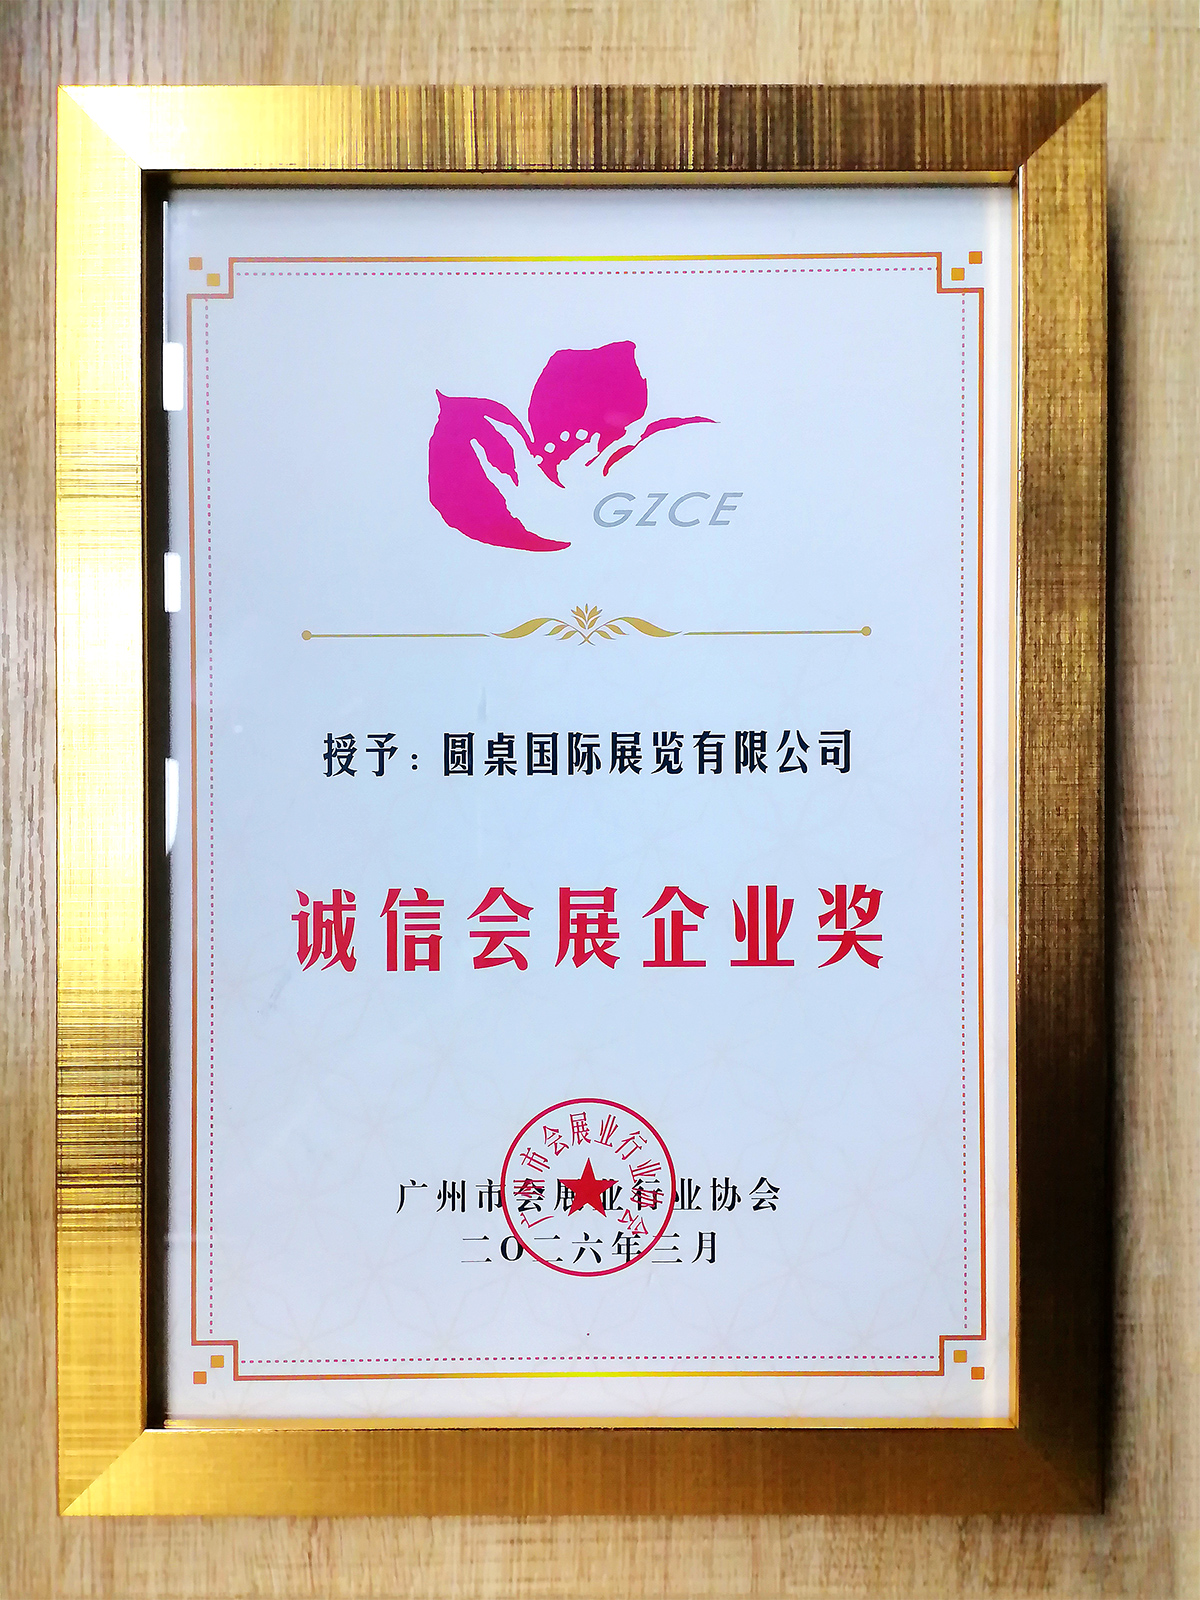 GZCE
授予：圆桌国际展览有限公司
诚信会展企业奖
广州市会展业行业协会
广州市会展业行业协会
二〇二六年三月